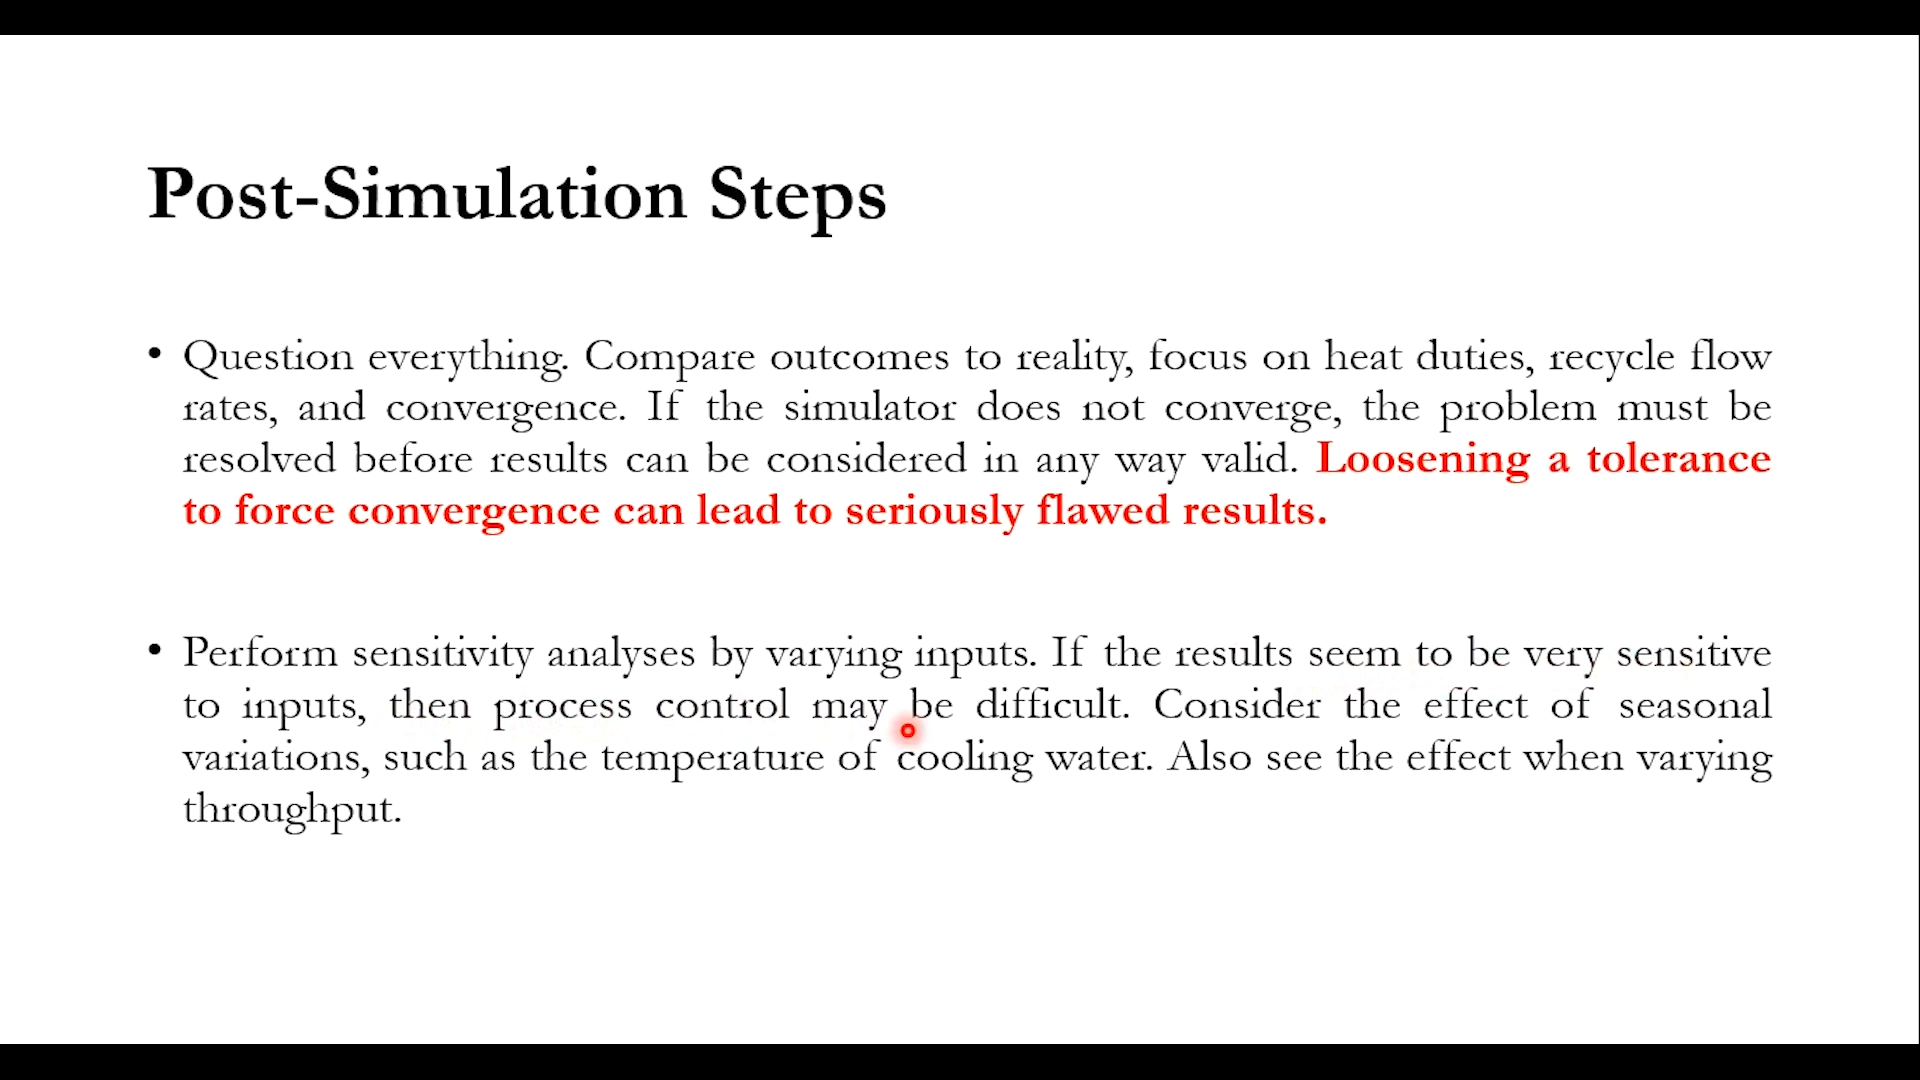 Post-Simulation Steps
• Question everything. Compare outcomes to reality, focus on heat duties, recycle flow
rates, and convergence. If the simulator does not converge, the problem must be
resolved before results can be considered in any way valid. Loosening a tolerance
to force convergence can lead to seriously flawed results.
• Perform sensitivity analyses by varying inputs. If the results seem to be very sensitive
to inputs, then process control may be difficult. Consider the effect of seasonal
variations, such as the temperature of cooling water. Also see the effect when varying
throughput.